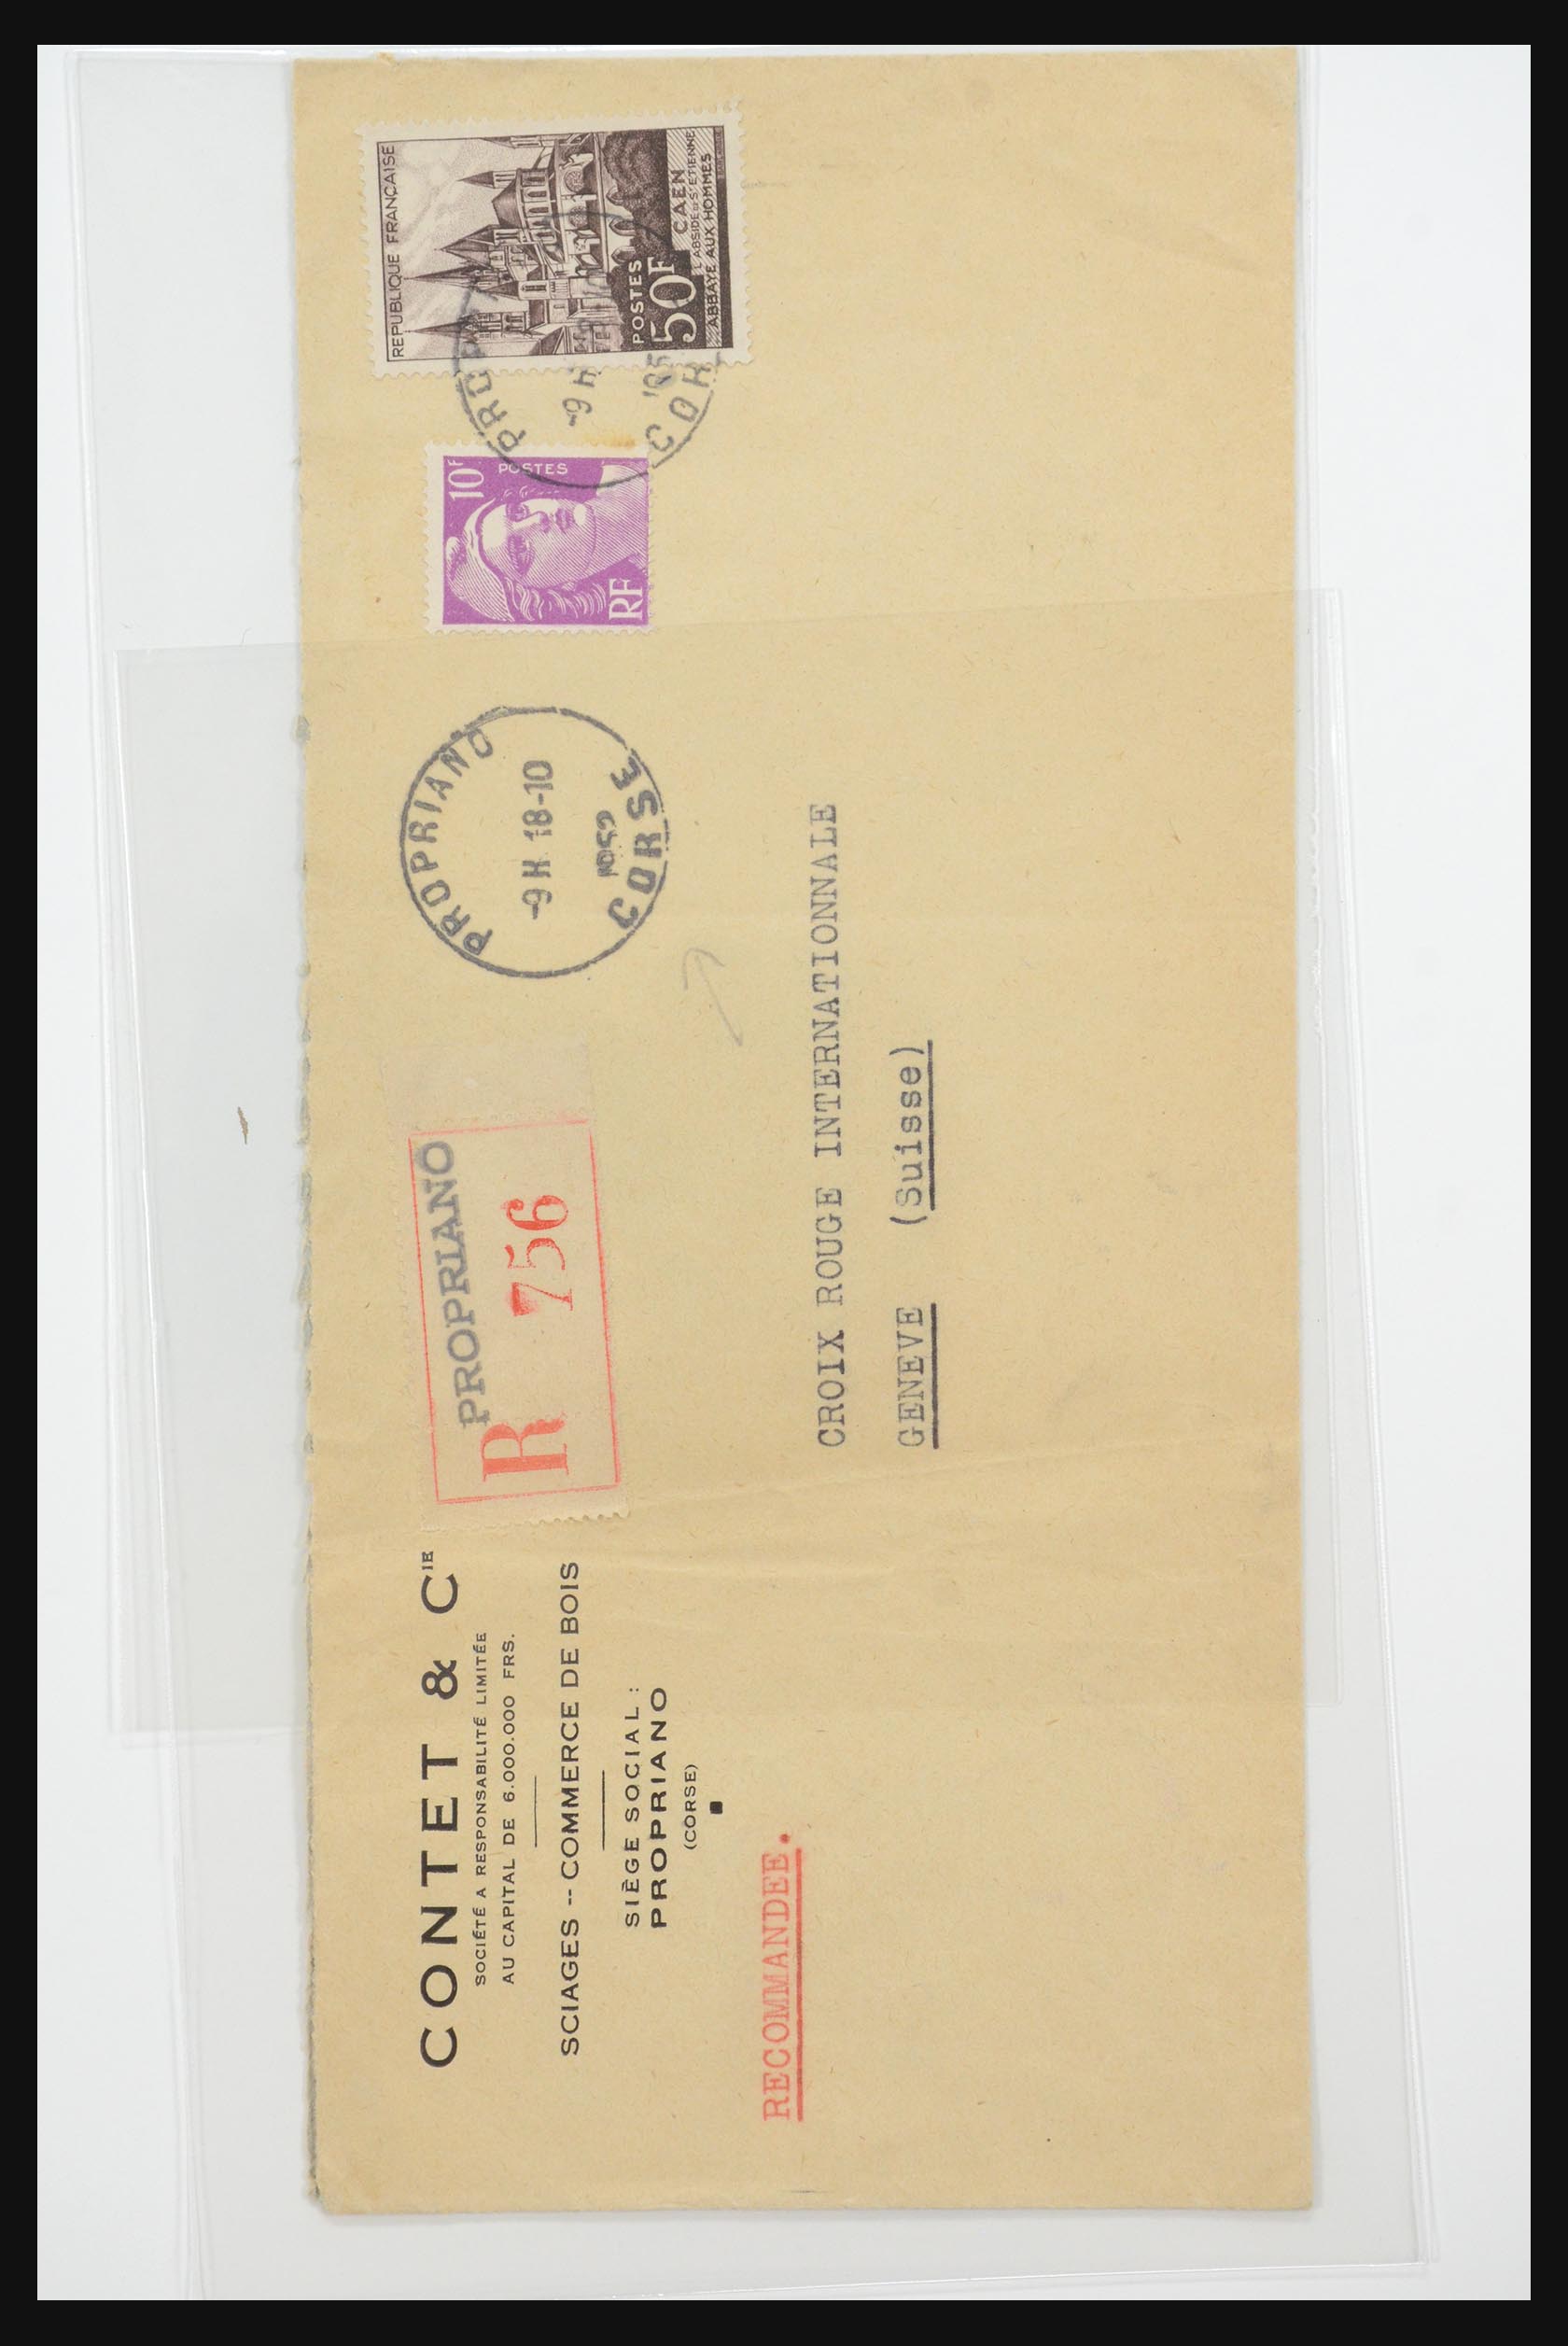 CONTET & CIE
SOCIÉTÉ A RESPONSABILITÉ LIMITÉE
AU CAPITAL DE 6.000.000 FRS.
SCIAGES -- COMMERCE DE BOIS
SIÈGE SOCIAL :
PROPRIANO
(CORSE)
RECOMMANDEE.
PROPRIANO
R 756
PROPRIANO
-9 H 18-10
1952
CORSE
10F
POSTES
RF
REPUBLIQUE FRANÇAISE
POSTES
50F
CAEN
L'ABSIDE DE ST ETIENNE
ABBAYE AUX HOMMES
-9 H
CROIX ROUGE INTERNATIONNALE
GENEVE (Suisse)